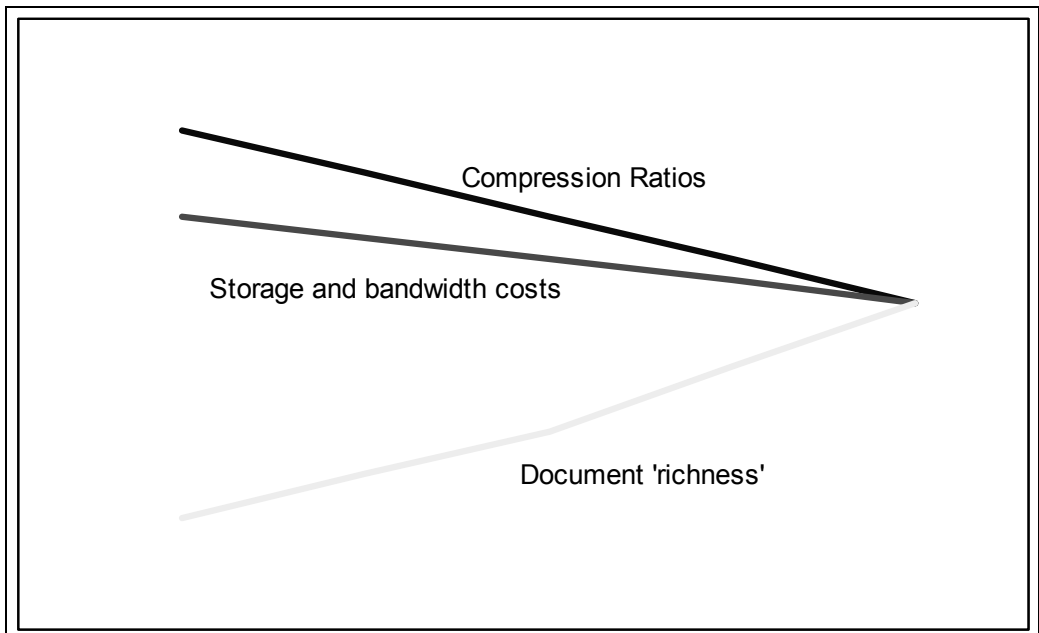 Compression Ratios
Storage and bandwidth costs
Document 'richness'